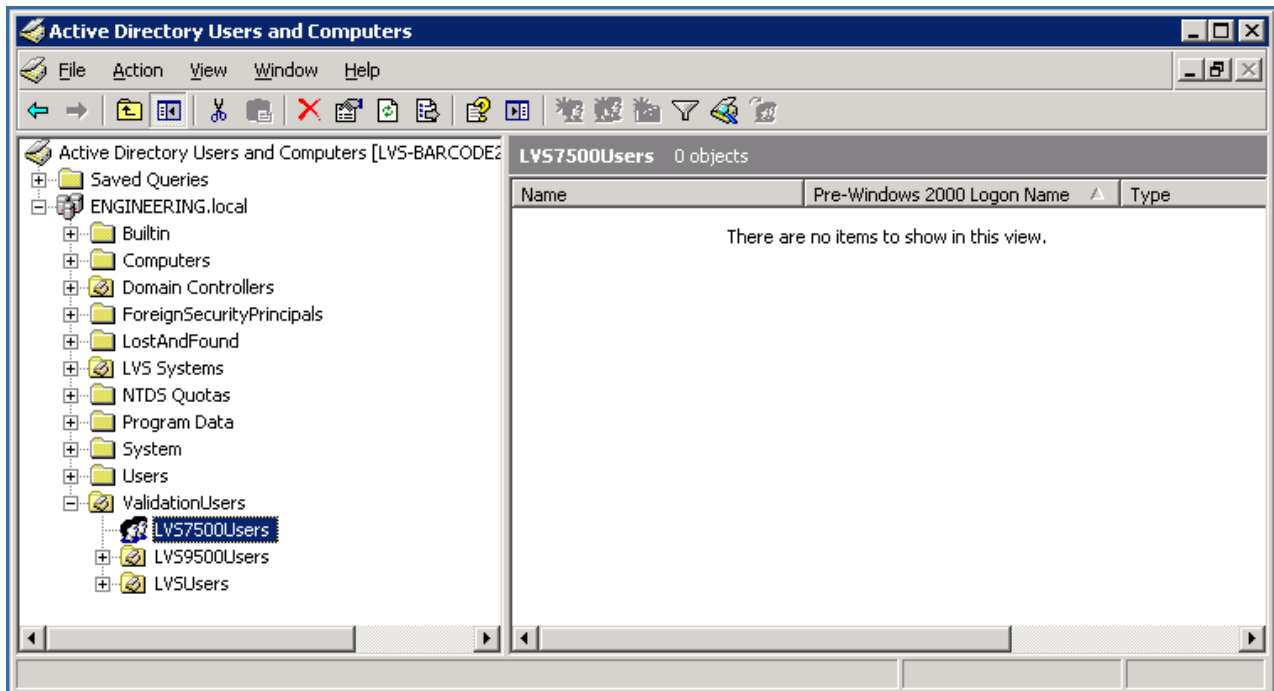 Active Directory Users and Computers
File Action View Window Help
Active Directory Users and Computers [LVS-BARCODE2
Saved Queries
ENGINEERING.local
Builtin
Computers
Domain Controllers
ForeignSecurityPrincipals
LostAndFound
LVS Systems
NTDS Quotas
Program Data
System
Users
ValidationUsers
LVS7500Users
LVS9500Users
LVSUsers
LVS7500Users 0 objects
Name Pre-Windows 2000 Logon Name Type
There are no items to show in this view.